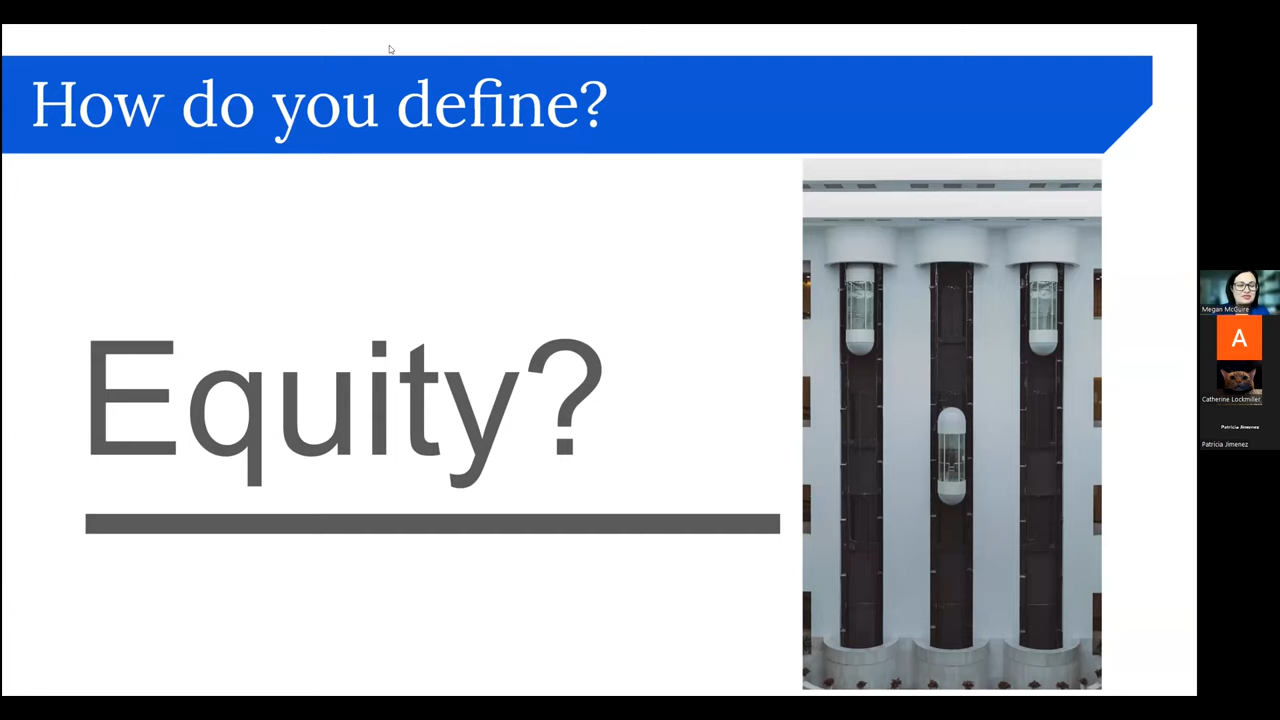 How do you define?
Equity?
Megan McGuire
A
Catherine Lockmiller
Patricia Jimenez
Patricia Jimenez